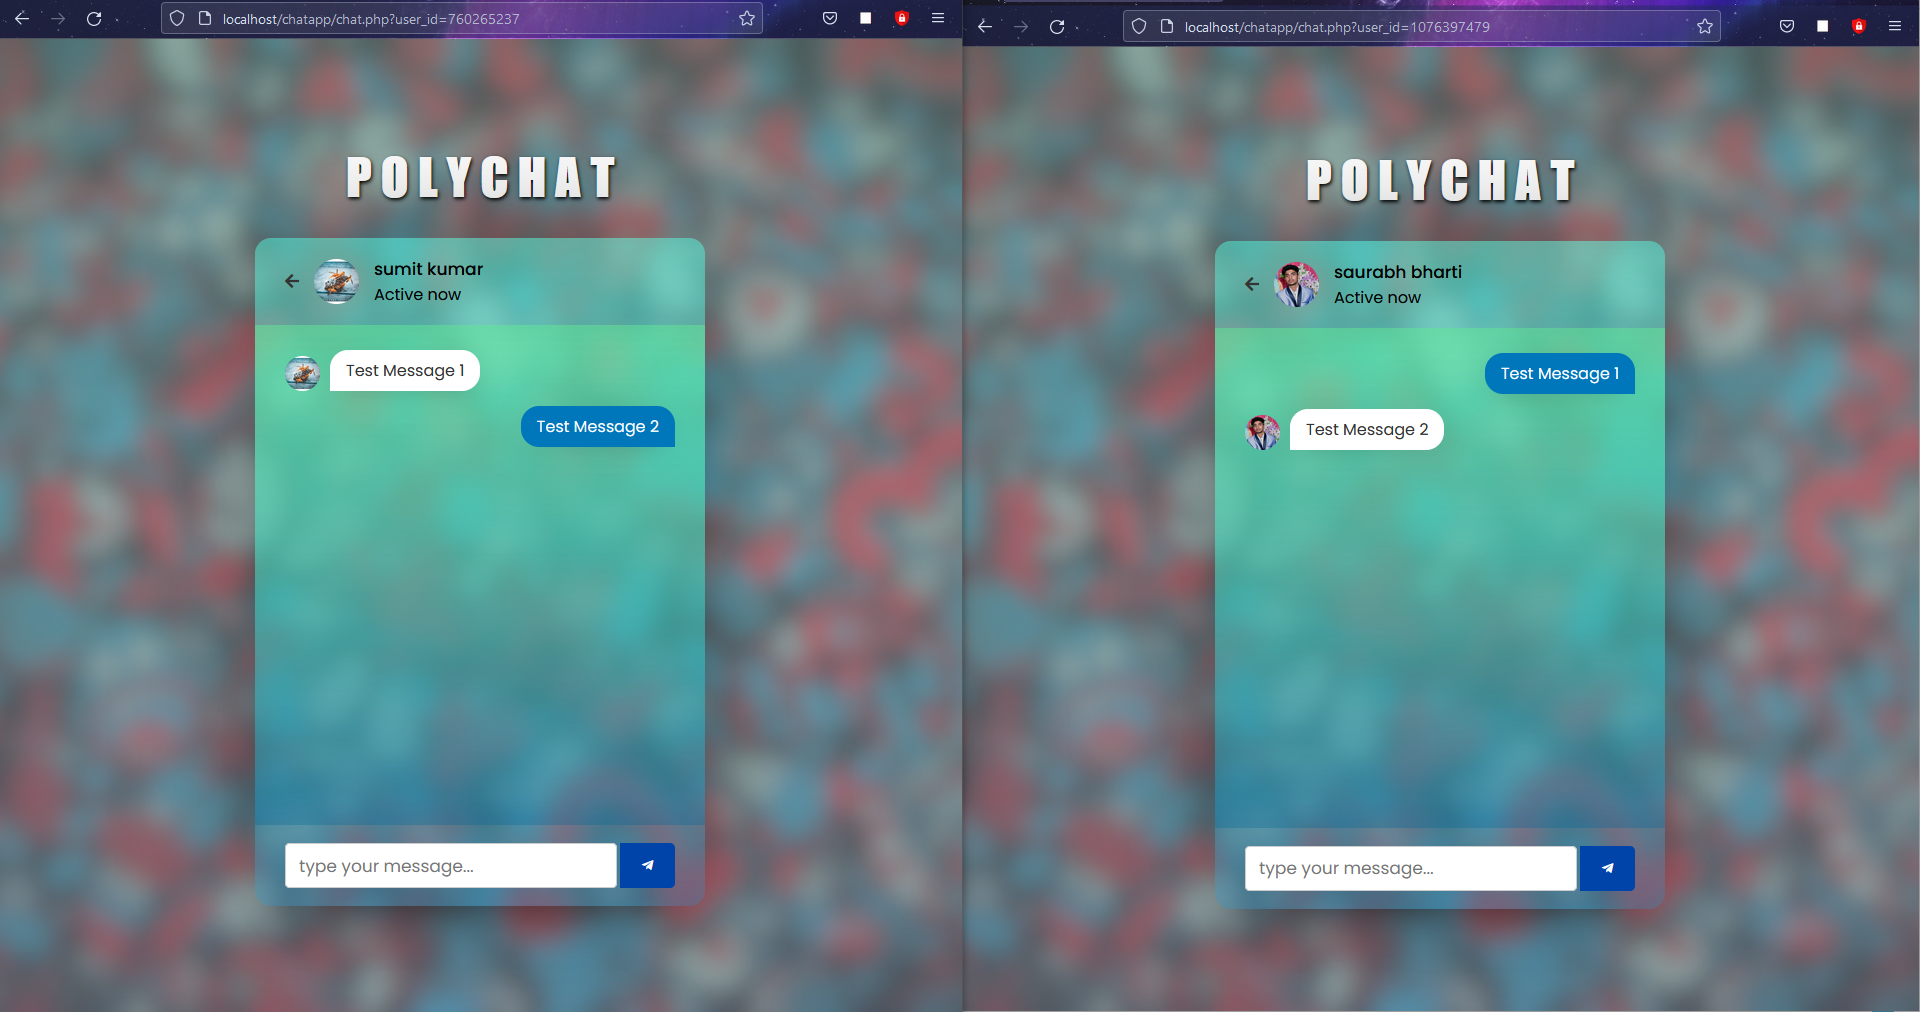 localhost/chatapp/chat.php?user_id=760265237
POLYCHAT
sumit kumar
Active now
Test Message 1
Test Message 2
type your message...
localhost/chatapp/chat.php?user_id=1076397479
POLYCHAT
saurabh bharti
Active now
Test Message 1
Test Message 2
type your message...